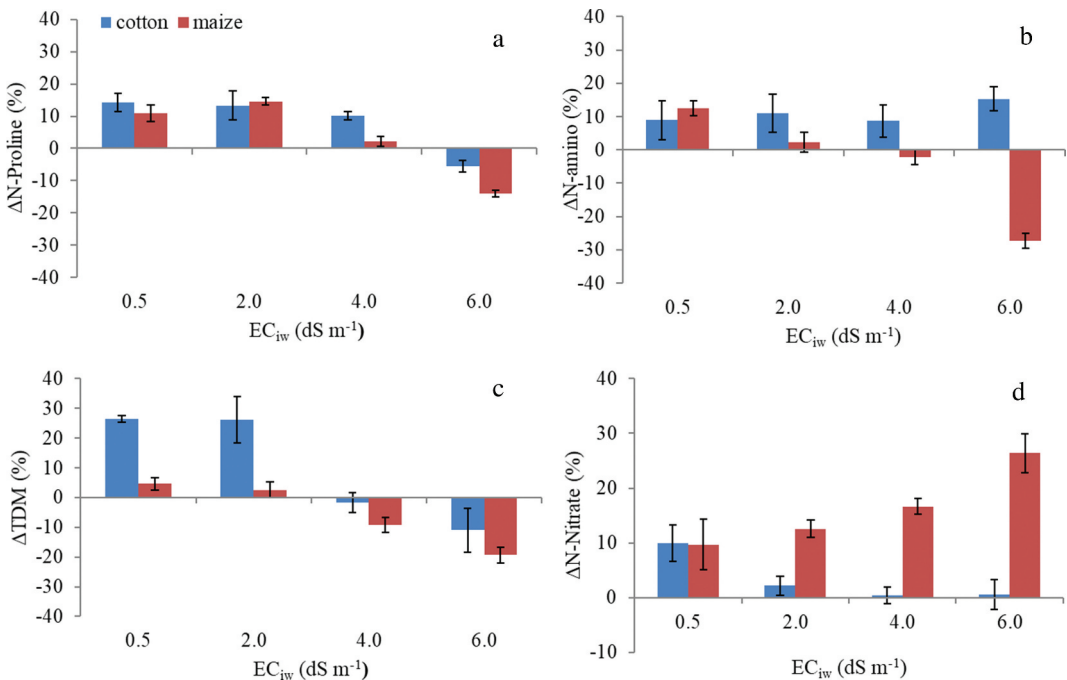 cotton maize
a
ΔN-Proline (%)
40
30
20
10
0
-10
-20
-30
-40
0.5 2.0 4.0 6.0
ECiw (dS m-1)
b
ΔN-amino (%)
40
30
20
10
0
-10
-20
-30
-40
0.5 2.0 4.0 6.0
ECiw (dS m-1)
c
ΔTDM (%)
40
30
20
10
0
-10
-20
-30
-40
0.5 2.0 4.0 6.0
ECiw (dS m-1)
d
ΔN-Nitrate (%)
40
30
20
10
0
-10
0.5 2.0 4.0 6.0
ECiw (dS m-1)